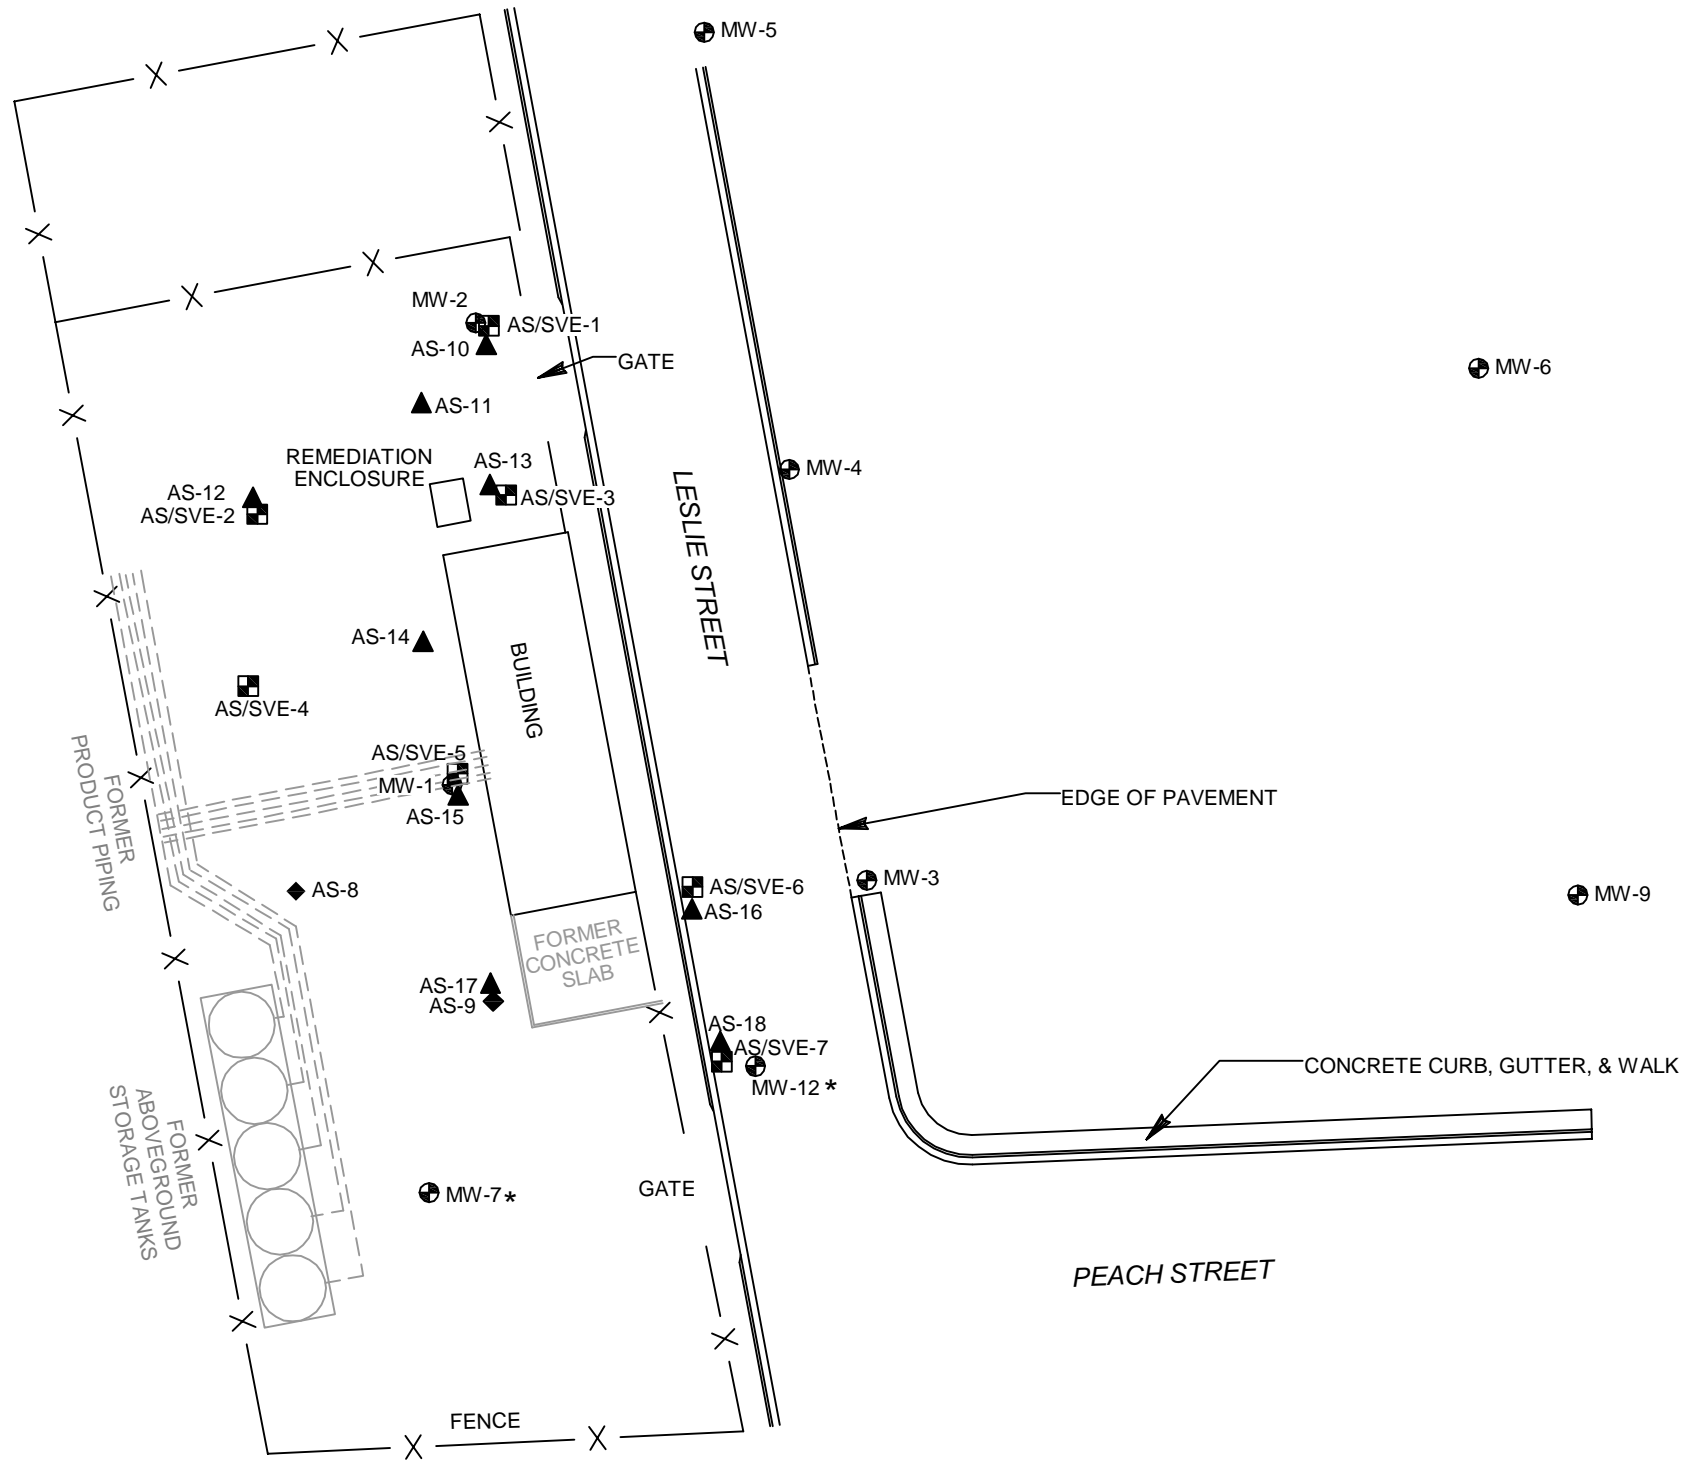 MW-5
MW-2
AS/SVE-1
AS-10
GATE
MW-6
AS-11
REMEDIATION
ENCLOSURE
AS-13
AS/SVE-3
MW-4
AS-12
AS/SVE-2
LESLIE STREET
AS-14
BUILDING
AS/SVE-4
FORMER
PRODUCT PIPING
AS/SVE-5
MW-1
AS-15
EDGE OF PAVEMENT
AS-8
AS/SVE-6
AS-16
MW-3
MW-9
FORMER
CONCRETE
SLAB
AS-17
AS-9
AS-18
AS/SVE-7
MW-12 *
CONCRETE CURB, GUTTER, & WALK
FORMER
ABOVEGROUND
STORAGE TANKS
MW-7 *
GATE
PEACH STREET
FENCE